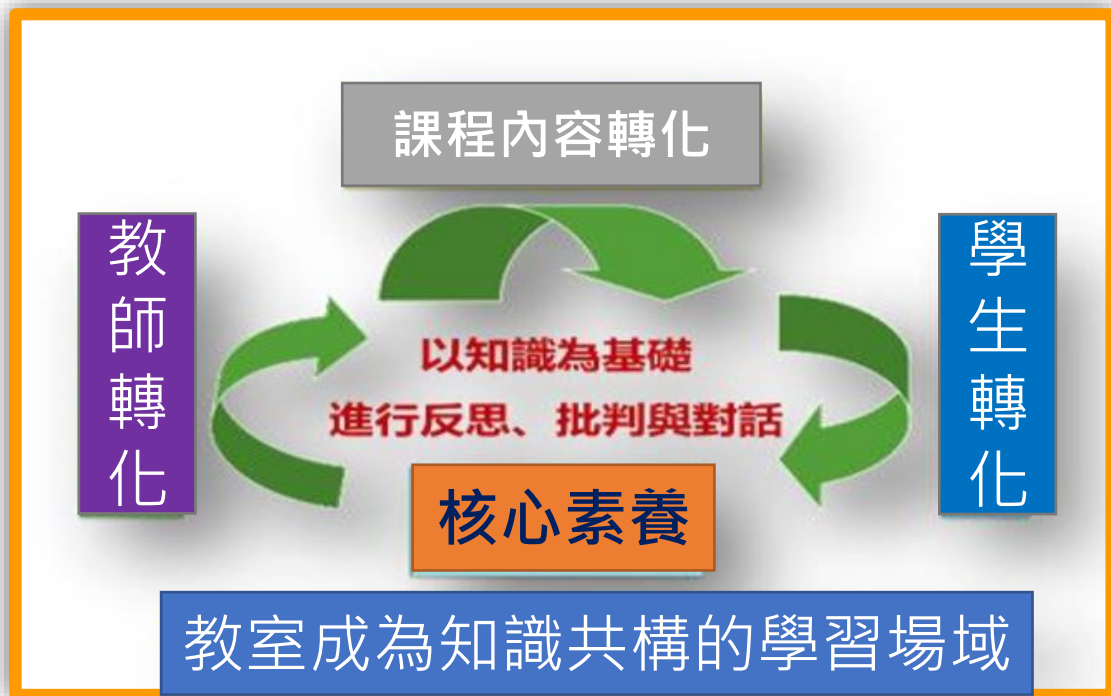 課程內容轉化
教師轉化
學生轉化
以知識為基礎
進行反思、批判與對話
核心素養
教室成為知識共構的學習場域